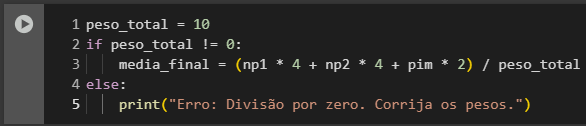 1 peso_total = 10
2 if peso_total != 0:
3 media_final = (np1 * 4 + np2 * 4 + pim * 2) / peso_total
4 else:
5 print("Erro: Divisão por zero. Corrija os pesos.")